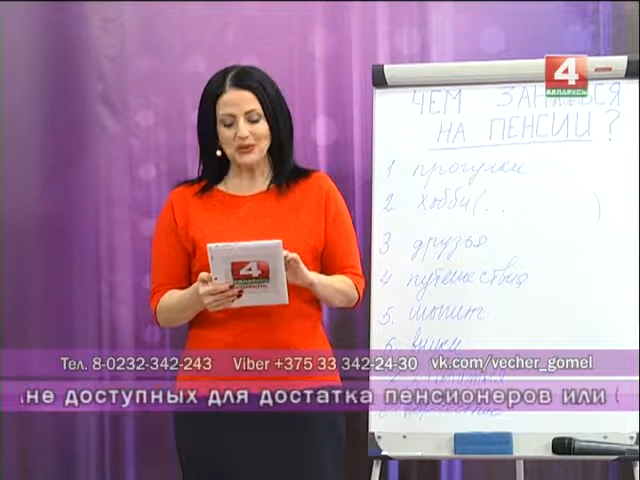 4
БЕЛАРУСЬ
ЧЕМ ЗАНЯТЬСЯ
НА ПЕНСИИ?
1 прогулки
2 хобби (. . )
3 друзья
4 путешествия
5. шопинг
6. внуки
4
БЕЛАРУСЬ
Тел. 8-0232-342-243 Viber +375 33 342-24-30 vk.com/vecher_gomel
не доступных для достатка пенсионеров или (